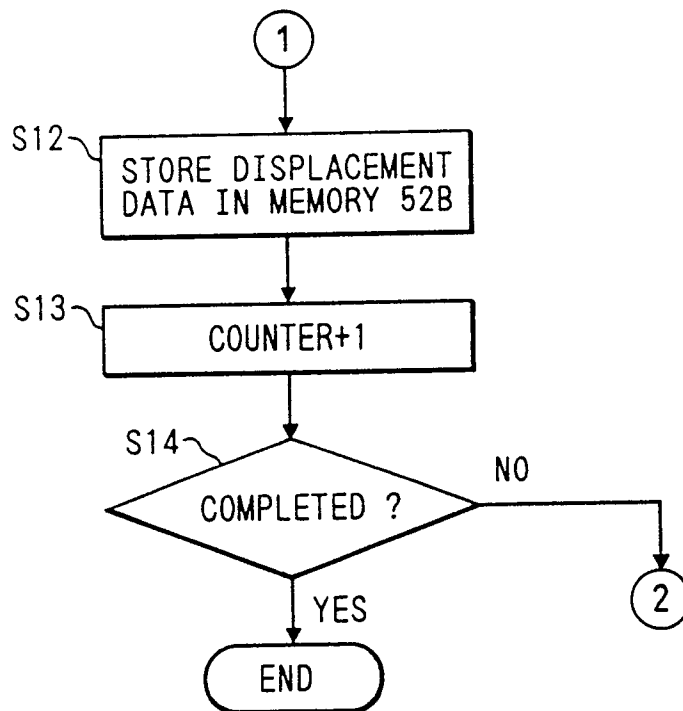 1
S12
STORE DISPLACEMENT
DATA IN MEMORY 52B
S13
COUNTER+1
S14
COMPLETED ?
NO
2
YES
END